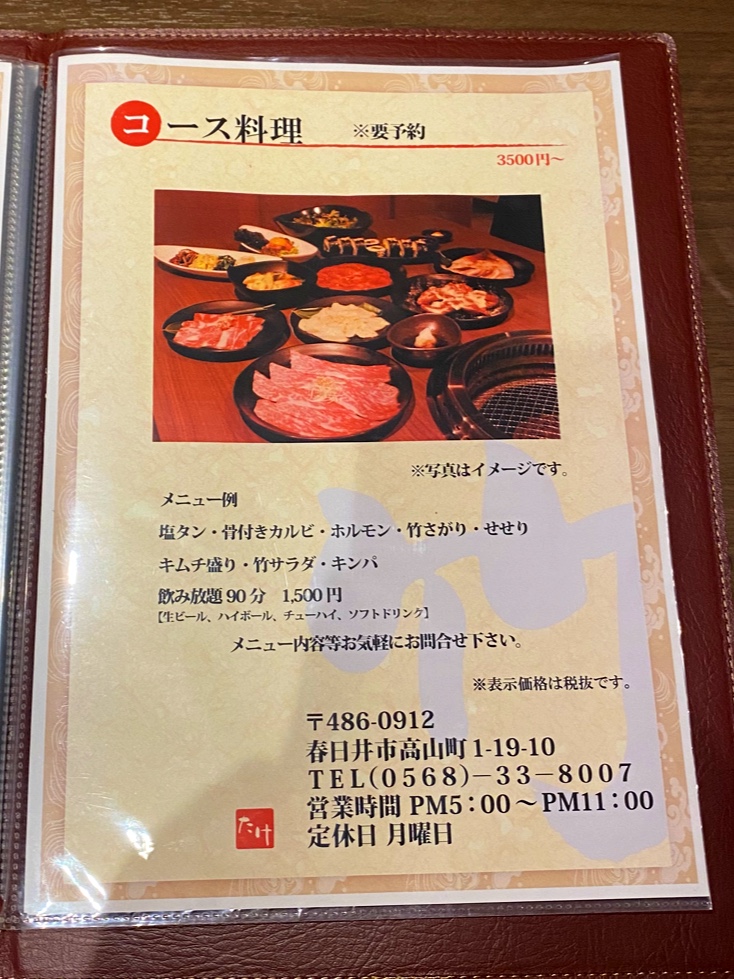 コース料理 ※要予約
3500円～
※写真はイメージです。
メニュー例
塩タン・骨付きカルビ・ホルモン・竹さがり・せせり
キムチ盛り・竹サラダ・キンパ
飲み放題90分 1,500円
【生ビール、ハイボール、チューハイ、ソフトドリンク】
メニュー内容等お気軽にお問合せ下さい。
※表示価格は税抜です。
〒486-0912
春日井市高山町1-19-10
TEL(0568)－33－8007
営業時間 PM5：00～PM11：00
定休日 月曜日
たけ